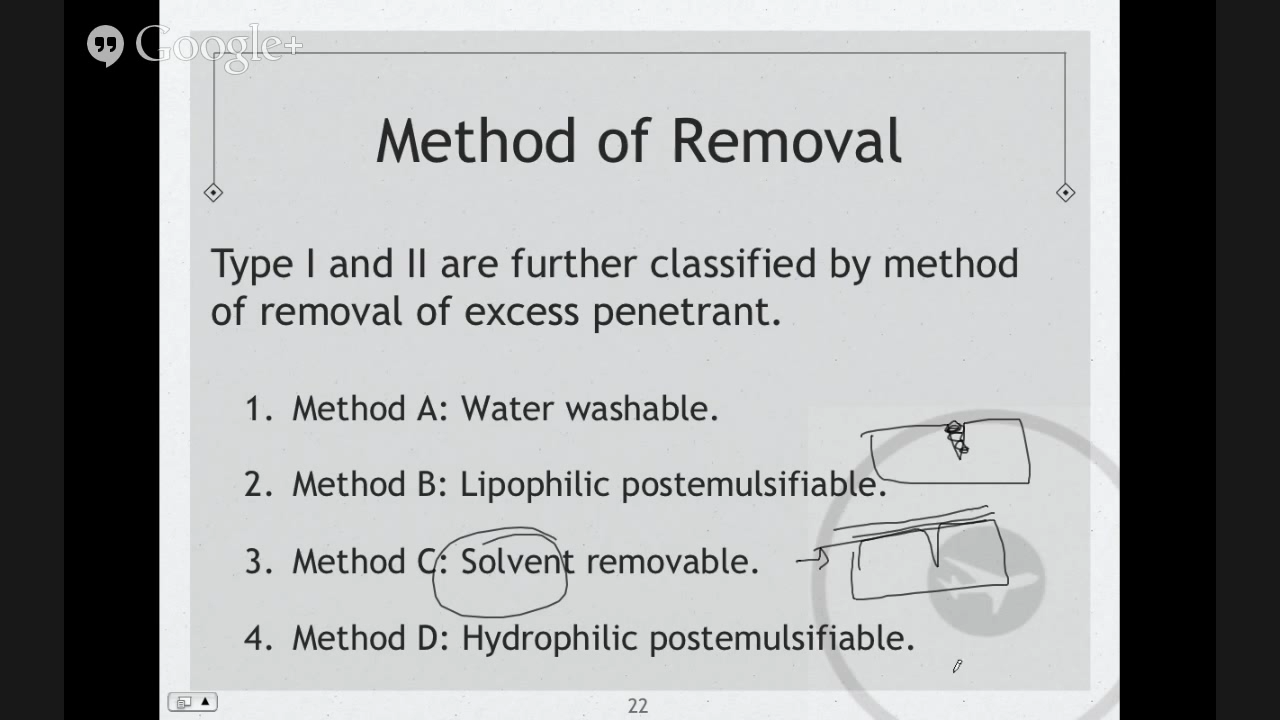 Google+
Method of Removal
Type I and II are further classified by method
of removal of excess penetrant.
1. Method A: Water washable.
2. Method B: Lipophilic postemulsifiable.
3. Method C: Solvent removable.
4. Method D: Hydrophilic postemulsifiable.
22